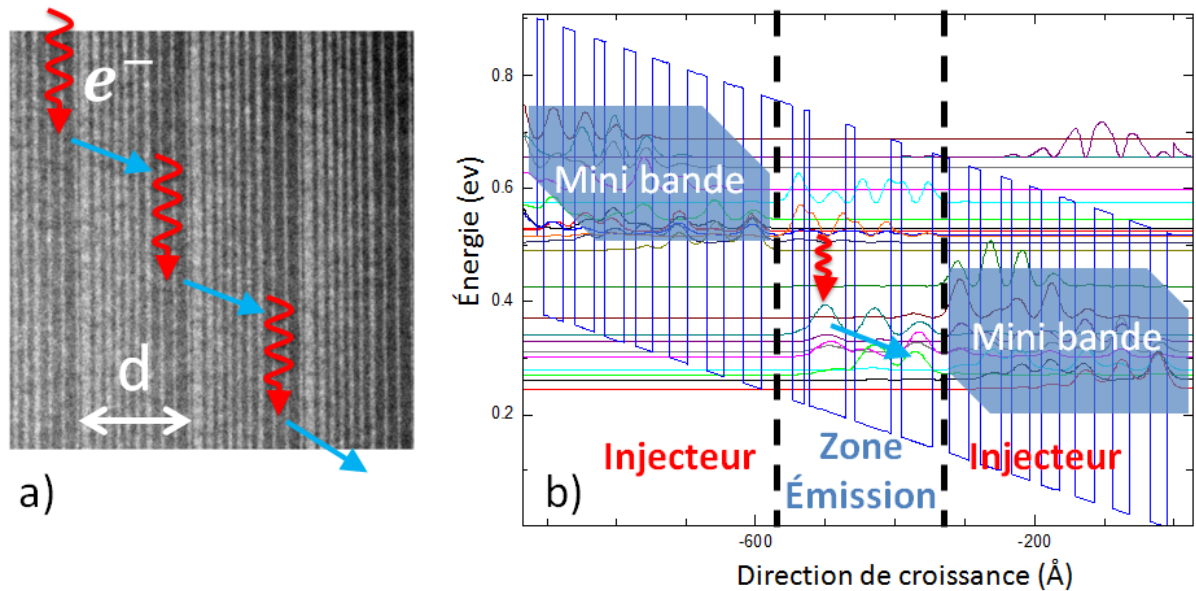 e−
d
a)
Énergie (ev)
0.8
0.6
0.4
0.2
Mini bande
Mini bande
Injecteur
Zone
Émission
Injecteur
b)
-600
-200
Direction de croissance (Å)